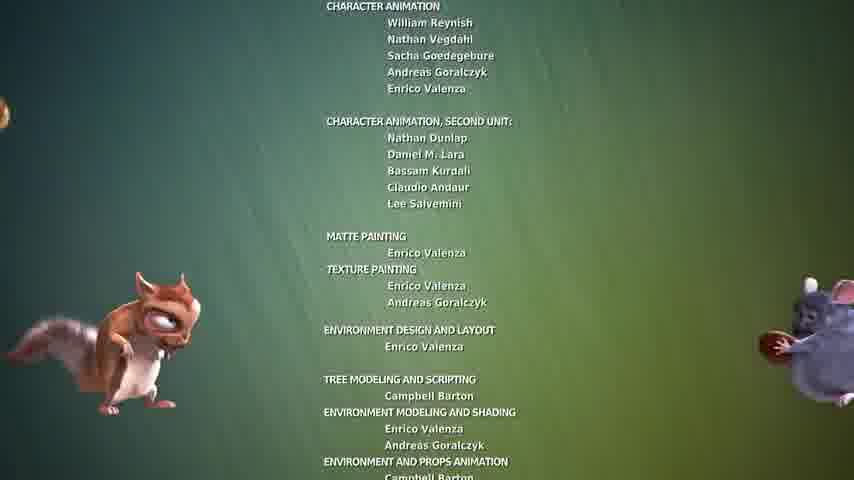 CHARACTER ANIMATION
William Reynish
Nathan Vegdahl
Sacha Goedegebure
Andreas Goralczyk
Enrico Valenza
CHARACTER ANIMATION, SECOND UNIT:
Nathan Dunlap
Daniel M. Lara
Bassam Kurdali
Claudio Andaur
Lee Salvemini
MATTE PAINTING
Enrico Valenza
TEXTURE PAINTING
Enrico Valenza
Andreas Goralczyk
ENVIRONMENT DESIGN AND LAYOUT
Enrico Valenza
TREE MODELING AND SCRIPTING
Campbell Barton
ENVIRONMENT MODELING AND SHADING
Enrico Valenza
Andreas Goralczyk
ENVIRONMENT AND PROPS ANIMATION
Campbell Barton